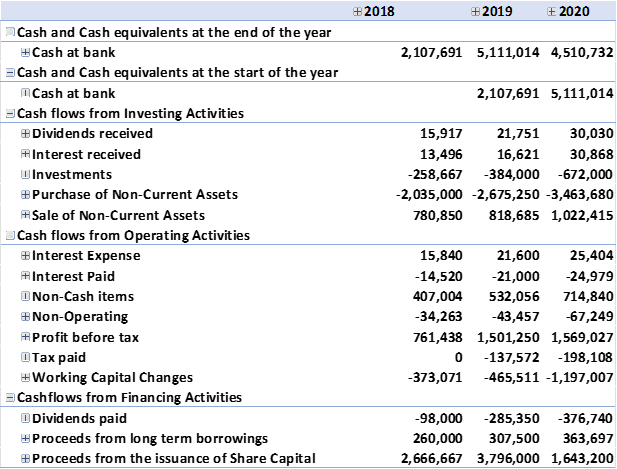 2018 2019 2020
Cash and Cash equivalents at the end of the year
Cash at bank 2,107,691 5,111,014 4,510,732
Cash and Cash equivalents at the start of the year
Cash at bank 2,107,691 5,111,014
Cash flows from Investing Activities
Dividends received 15,917 21,751 30,030
Interest received 13,496 16,621 30,868
Investments -258,667 -384,000 -672,000
Purchase of Non-Current Assets -2,035,000 -2,675,250 -3,463,680
Sale of Non-Current Assets 780,850 818,685 1,022,415
Cash flows from Operating Activities
Interest Expense 15,840 21,600 25,404
Interest Paid -14,520 -21,000 -24,979
Non-Cash items 407,004 532,056 714,840
Non-Operating -34,263 -43,457 -67,249
Profit before tax 761,438 1,501,250 1,569,027
Tax paid 0 -137,572 -198,108
Working Capital Changes -373,071 -465,511 -1,197,007
Cashflows from Financing Activities
Dividends paid -98,000 -285,350 -376,740
Proceeds from long term borrowings 260,000 307,500 363,697
Proceeds from the issuance of Share Capital 2,666,667 3,796,000 1,643,200